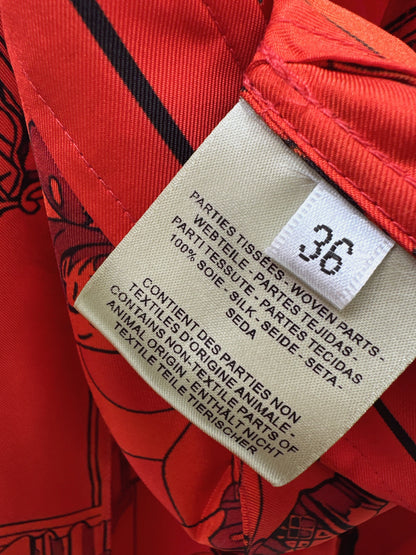 36
PARTIES TISSÉES - WOVEN PARTS -
WEBTEILE - PARTES TEJIDAS -
PARTI TESSUTE - PARTES TECIDAS
100% SOIE - SILK - SEIDE - SETA -
SEDA
CONTIENT DES PARTIES NON
TEXTILES D'ORIGINE ANIMALE -
CONTAINS NON-TEXTILE PARTS OF
ANIMAL ORIGIN. - ENTHÄLT NICHT
TEXTILE TEILE TIERISCHER